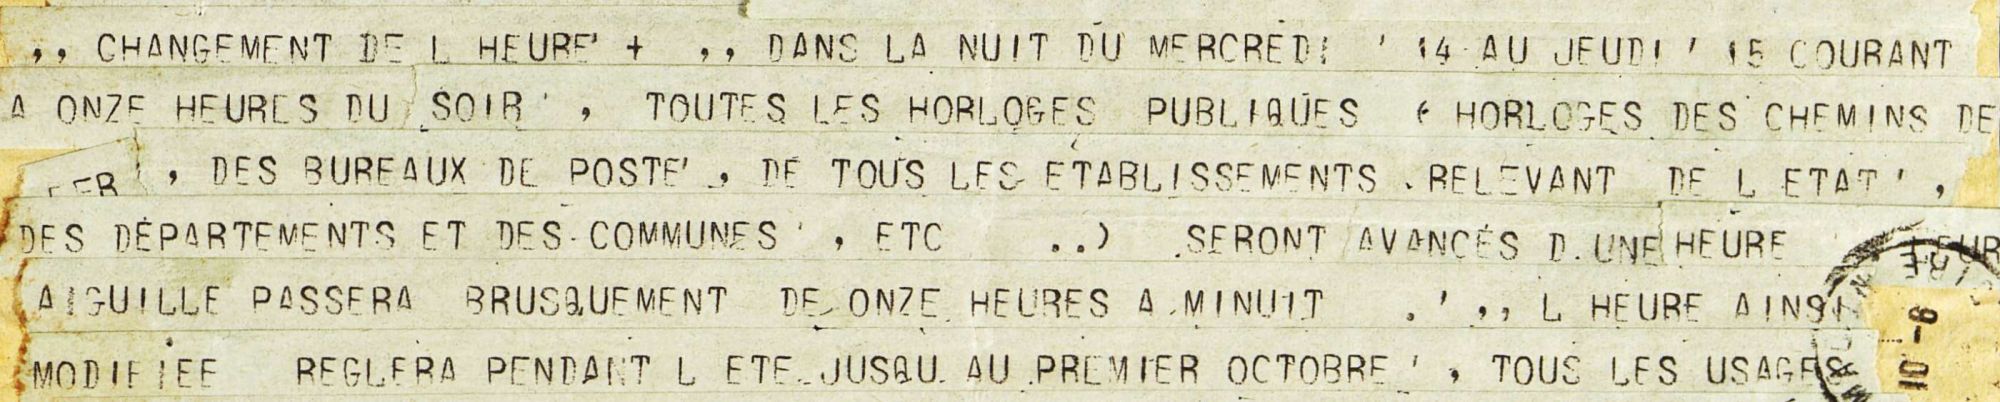 ,, CHANGEMENT DE L HEURE' + ,, DANS LA NUIT DU MERCREDI ' 14 AU JEUDI ' 15 COURANT
A ONZE HEURES DU SOIR ' , TOUTES LES HORLOGES PUBLIQUES ( HORLOGES DES CHEMINS DE
FER , DES BUREAUX DE POSTE' , DE TOUS LES ETABLISSEMENTS . RELEVANT DE L ETAT ' ,
DES DÉPARTEMENTS ET DES COMMUNES ' , ETC ..) SERONT AVANCÉS D.UNE HEURE LEUR
AIGUILLE PASSERA BRUSQUEMENT DE ONZE HEURES A MINUIT .' ,, L HEURE AINSI
MODIFIEE REGLERA PENDANT L ETE JUSQU AU PREMIER OCTOBRE ' , TOUS LES USAGES
10-6